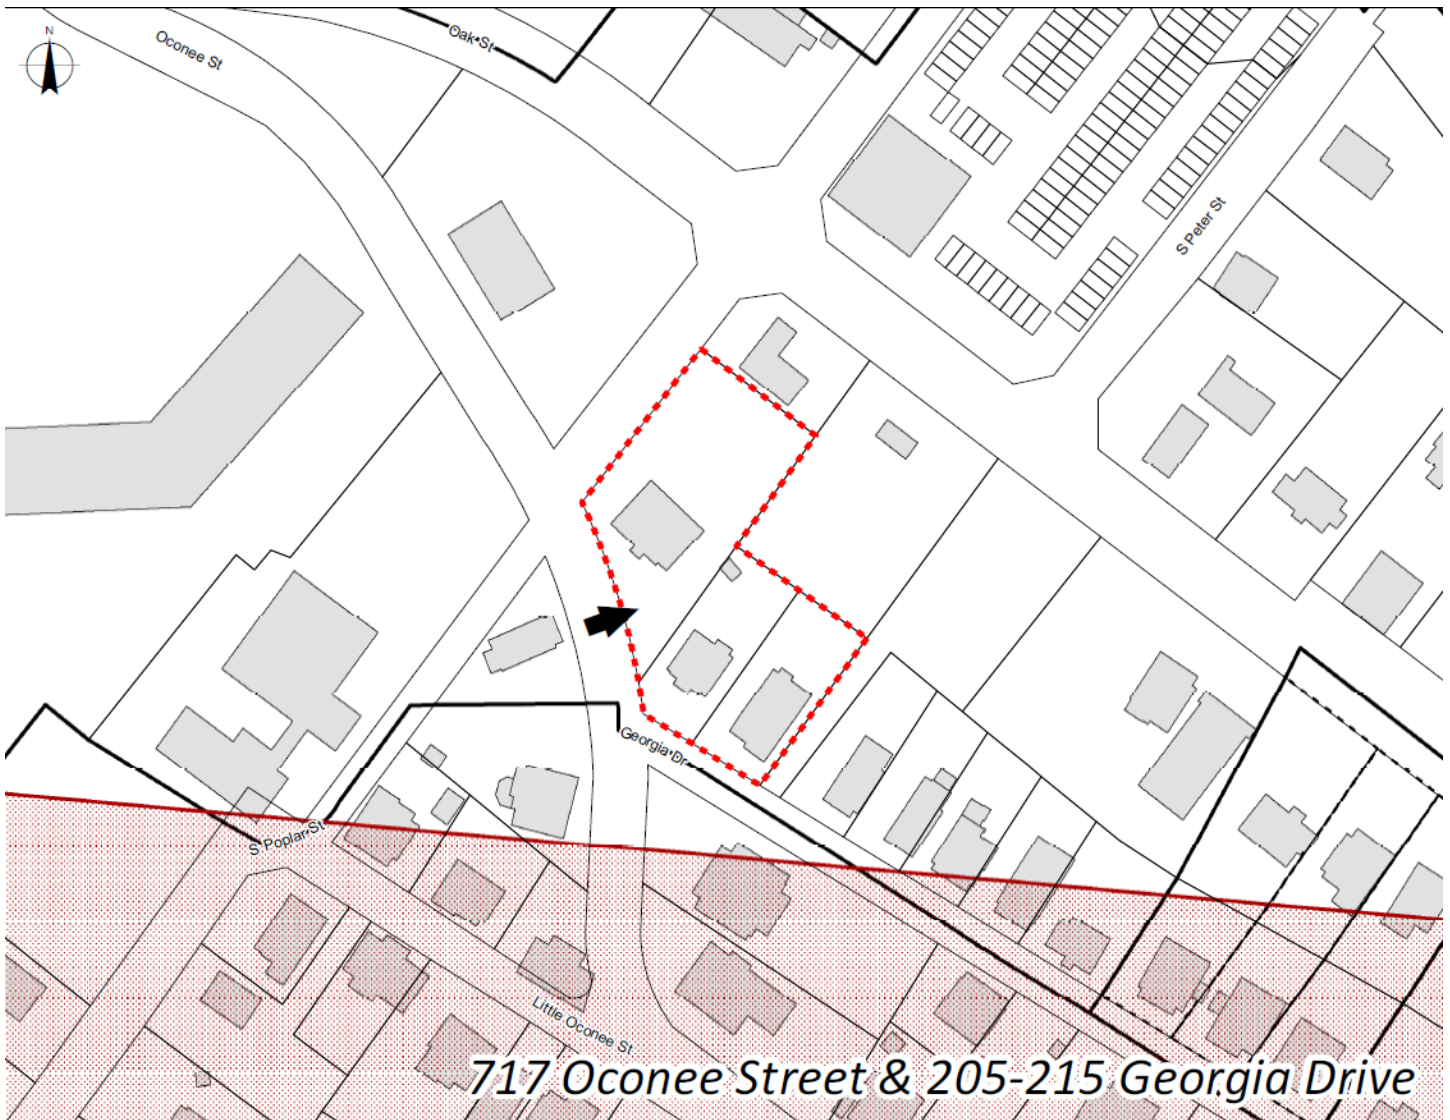 N
Oconee St
Oak St
S Peter St
Georgia Dr
S Poplar St
Little Oconee St
717 Oconee Street & 205-215 Georgia Drive